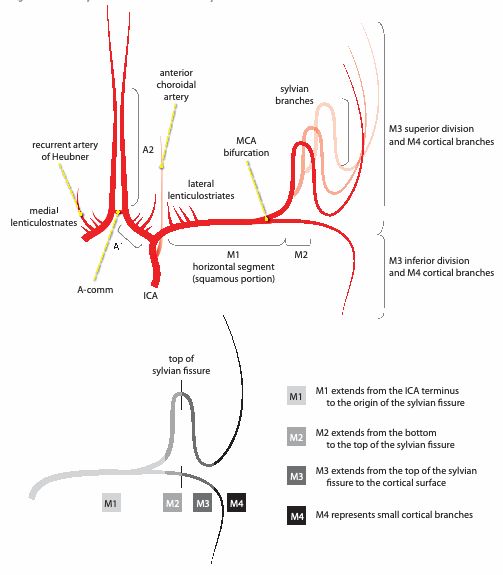 anterior
choroidal
artery
sylvian
branches
M3 superior division
and M4 cortical branches
recurrent artery
of Heubner
A2
MCA
bifurcation
lateral
lenticulostriates
medial
lenticulostrates
A
M1
horizontal segment
(squamous portion)
M2
M3 inferior division
and M4 cortical branches
A-comm
ICA
top of
sylvian fissure
M1
M1 extends from the ICA terminus
to the origin of the sylvian fissure
M2
M2 extends from the bottom
to the top of the sylvian fissure
M3
M3 extends from the top of the sylvian
fissure to the cortical surface
M4
M4 represents small cortical branches
M1
M2
M3
M4